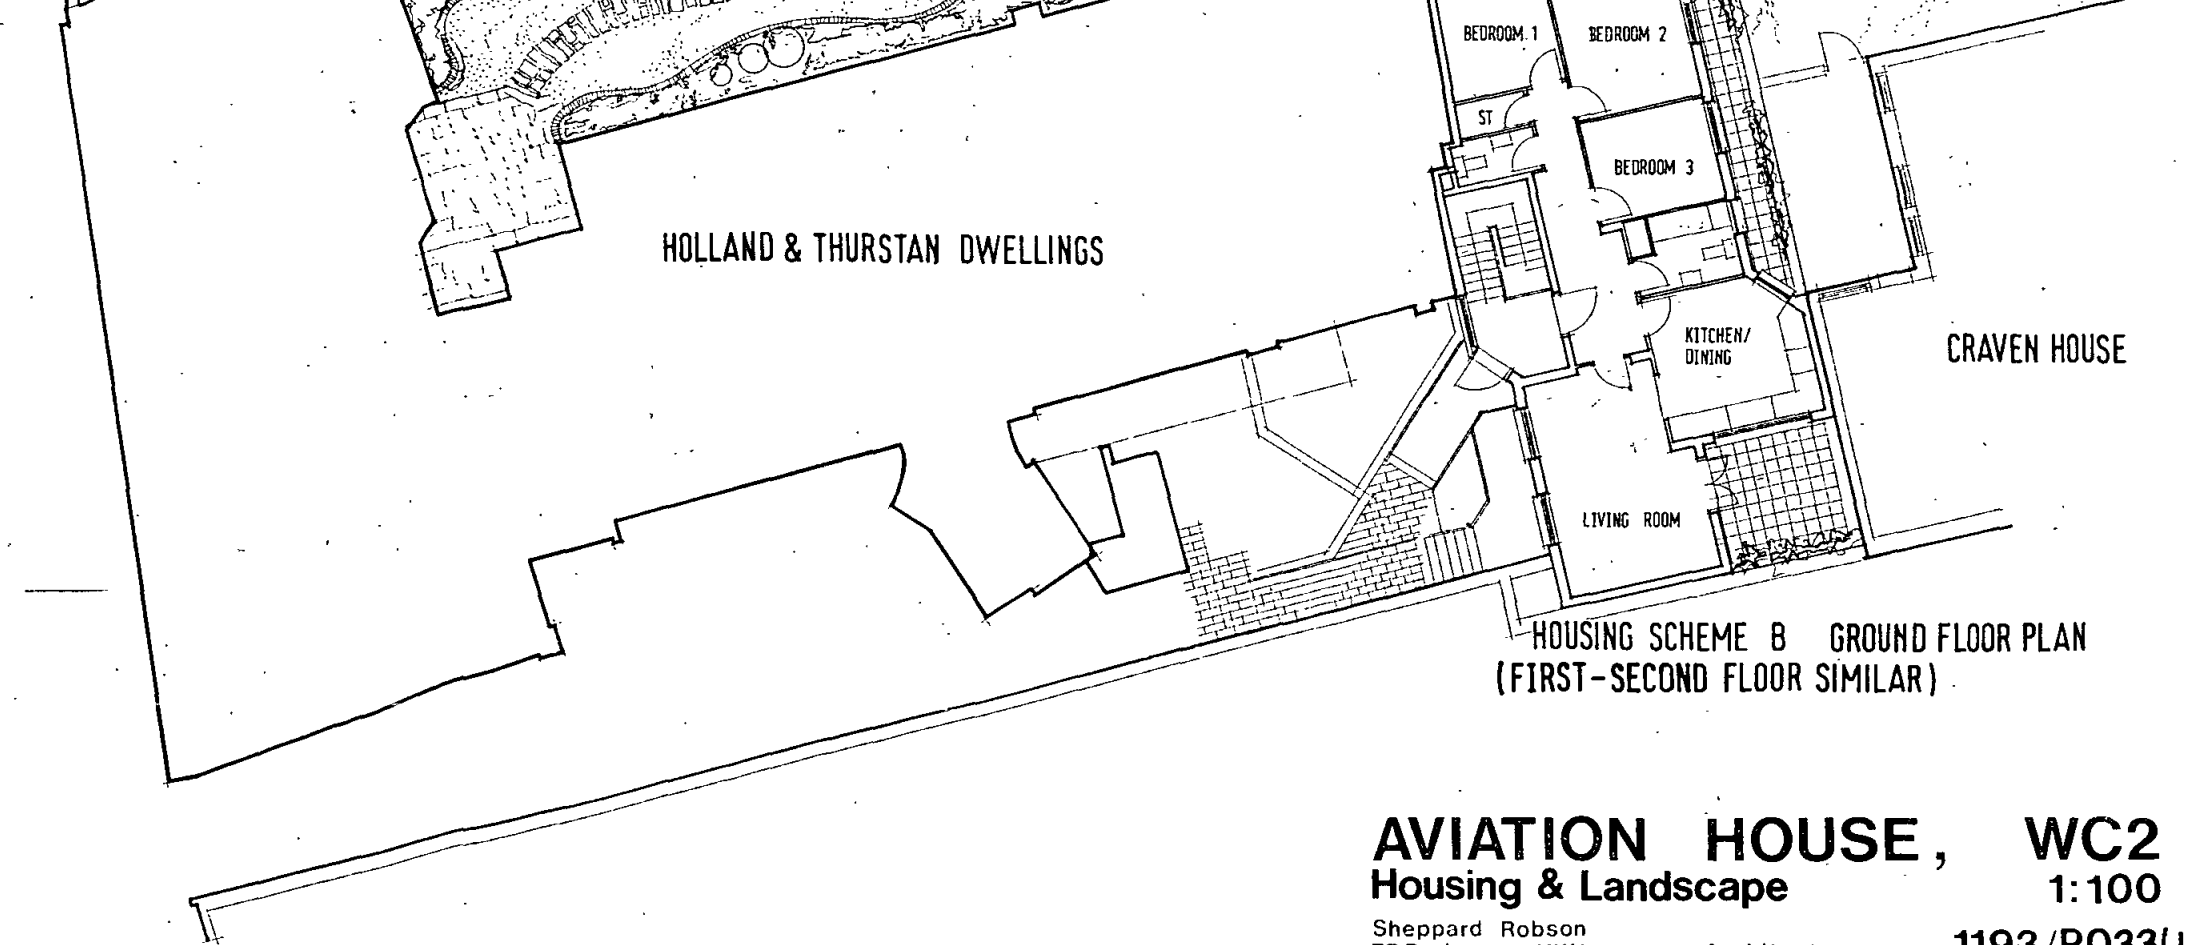 BEDROOM 1
BEDROOM 2
ST
BEDROOM 3
HOLLAND & THURSTAN DWELLINGS
KITCHEN/
DINING
CRAVEN HOUSE
LIVING ROOM
HOUSING SCHEME B GROUND FLOOR PLAN
(FIRST-SECOND FLOOR SIMILAR)
AVIATION HOUSE, WC2
Housing & Landscape 1:100
Sheppard Robson